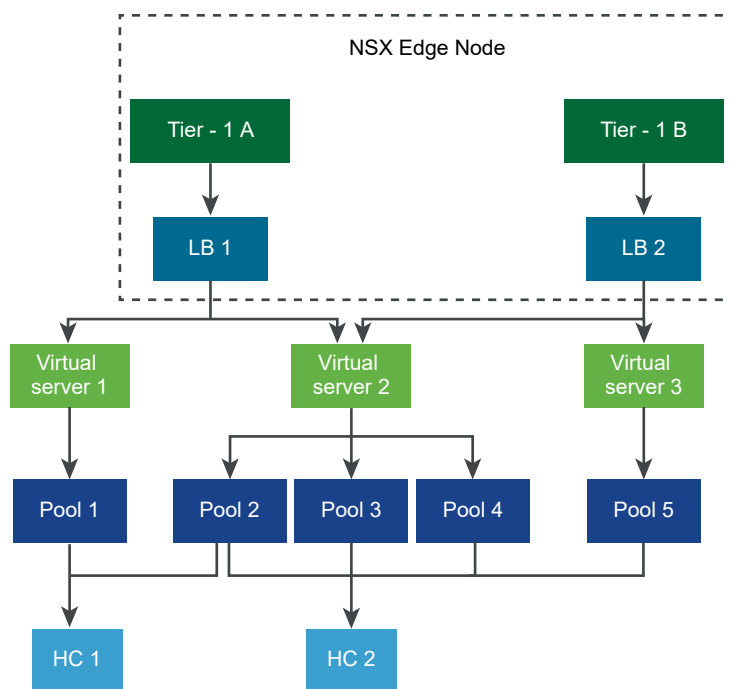 NSX Edge Node
Tier - 1 A
Tier - 1 B
LB 1
LB 2
Virtual
server 1
Virtual
server 2
Virtual
server 3
Pool 1
Pool 2
Pool 3
Pool 4
Pool 5
HC 1
HC 2